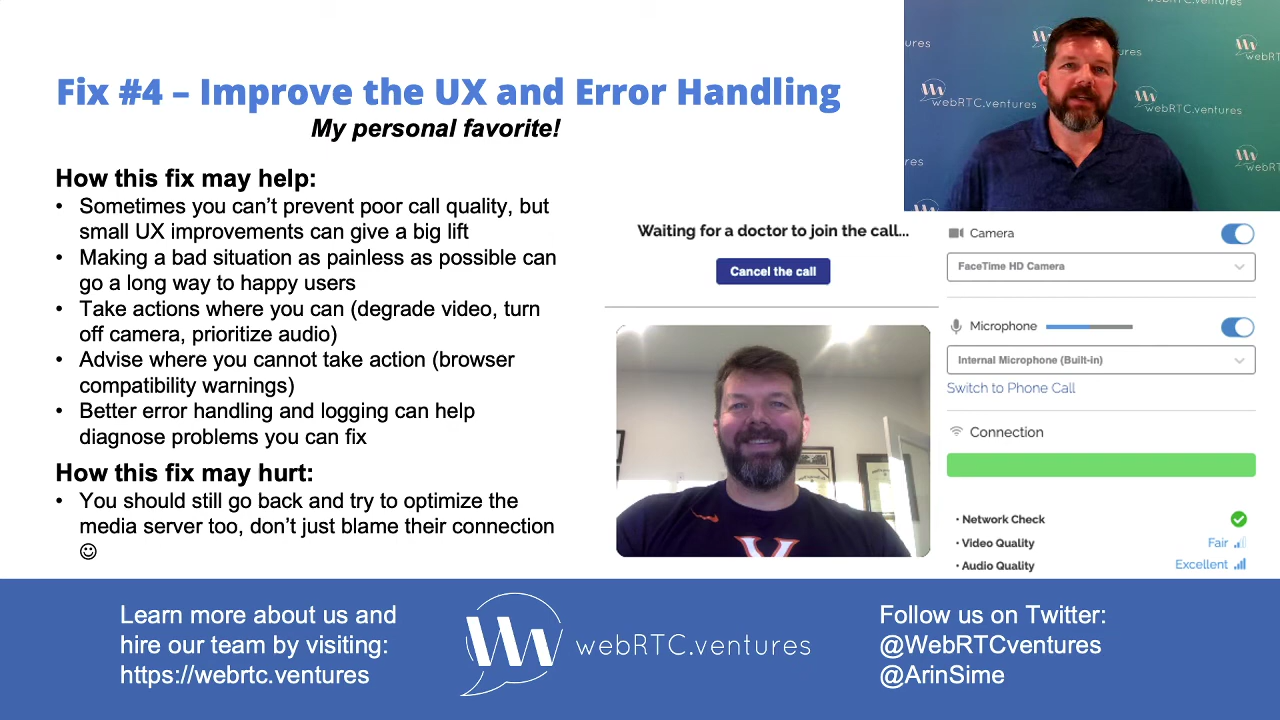 Fix #4 – Improve the UX and Error Handling
My personal favorite!
How this fix may help:
• Sometimes you can’t prevent poor call quality, but
small UX improvements can give a big lift
• Making a bad situation as painless as possible can
go a long way to happy users
• Take actions where you can (degrade video, turn
off camera, prioritize audio)
• Advise where you cannot take action (browser
compatibility warnings)
• Better error handling and logging can help
diagnose problems you can fix
How this fix may hurt:
• You should still go back and try to optimize the
media server too, don’t just blame their connection
☺
webRTC.ventures
webRTC.ventures
Waiting for a doctor to join the call...
Cancel the call
Camera
FaceTime HD Camera
Microphone
Internal Microphone (Built-in)
Switch to Phone Call
Connection
• Network Check
• Video Quality Fair
• Audio Quality Excellent
Learn more about us and
hire our team by visiting:
https://webrtc.ventures
webRTC.ventures
Follow us on Twitter:
@WebRTCventures
@ArinSime